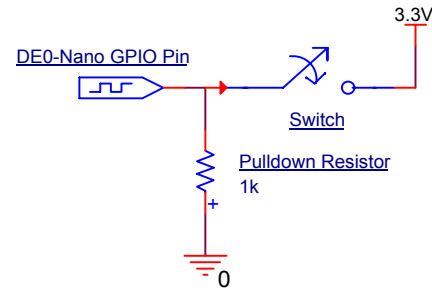 3.3V
DE0-Nano GPIO Pin
Switch
Pulldown Resistor
1k
+
0